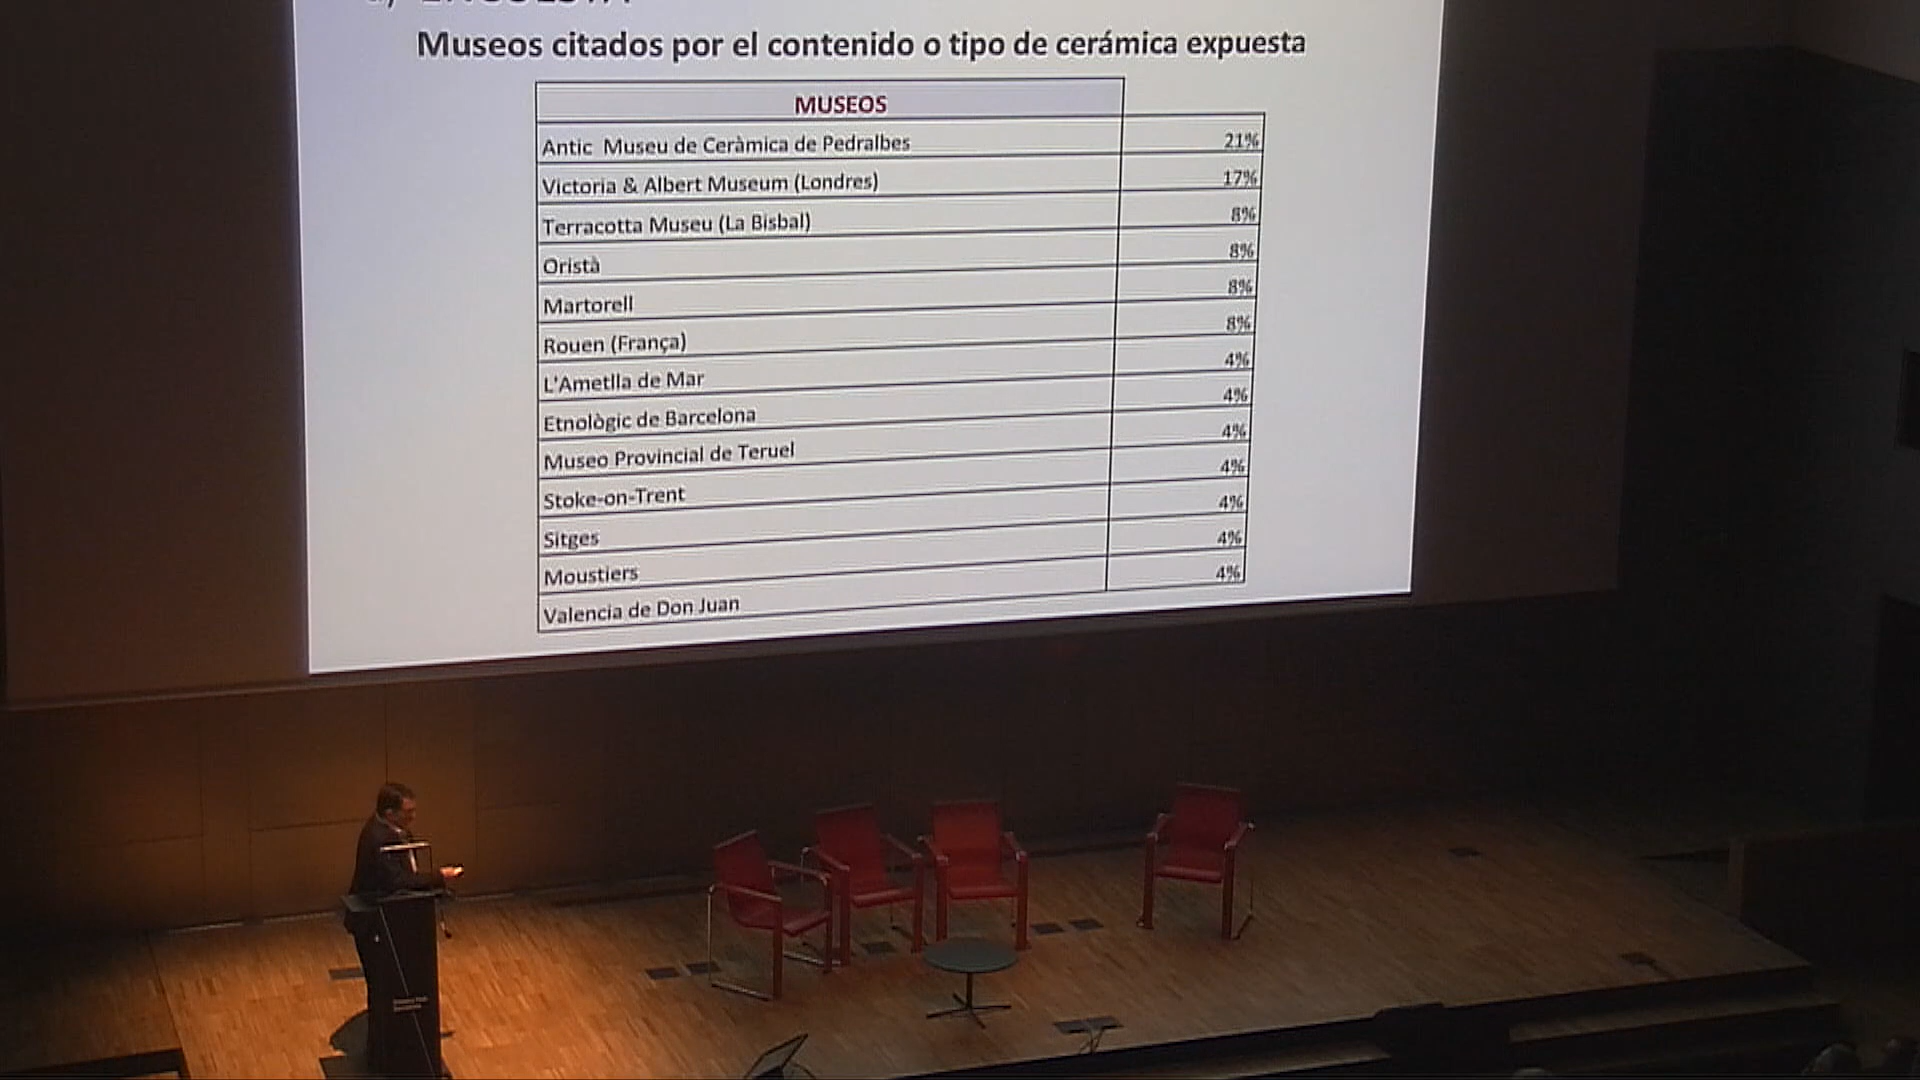 Museos citados por el contenido o tipo de cerámica expuesta
MUSEOS
Antic Museu de Ceràmica de Pedralbes 21%
Victoria & Albert Museum (Londres) 17%
Terracotta Museu (La Bisbal) 8%
Oristà 8%
Martorell 8%
Rouen (França) 8%
L'Ametlla de Mar 4%
Etnològic de Barcelona 4%
Museo Provincial de Teruel 4%
Stoke-on-Trent 4%
Sitges 4%
Moustiers 4%
Valencia de Don Juan 4%